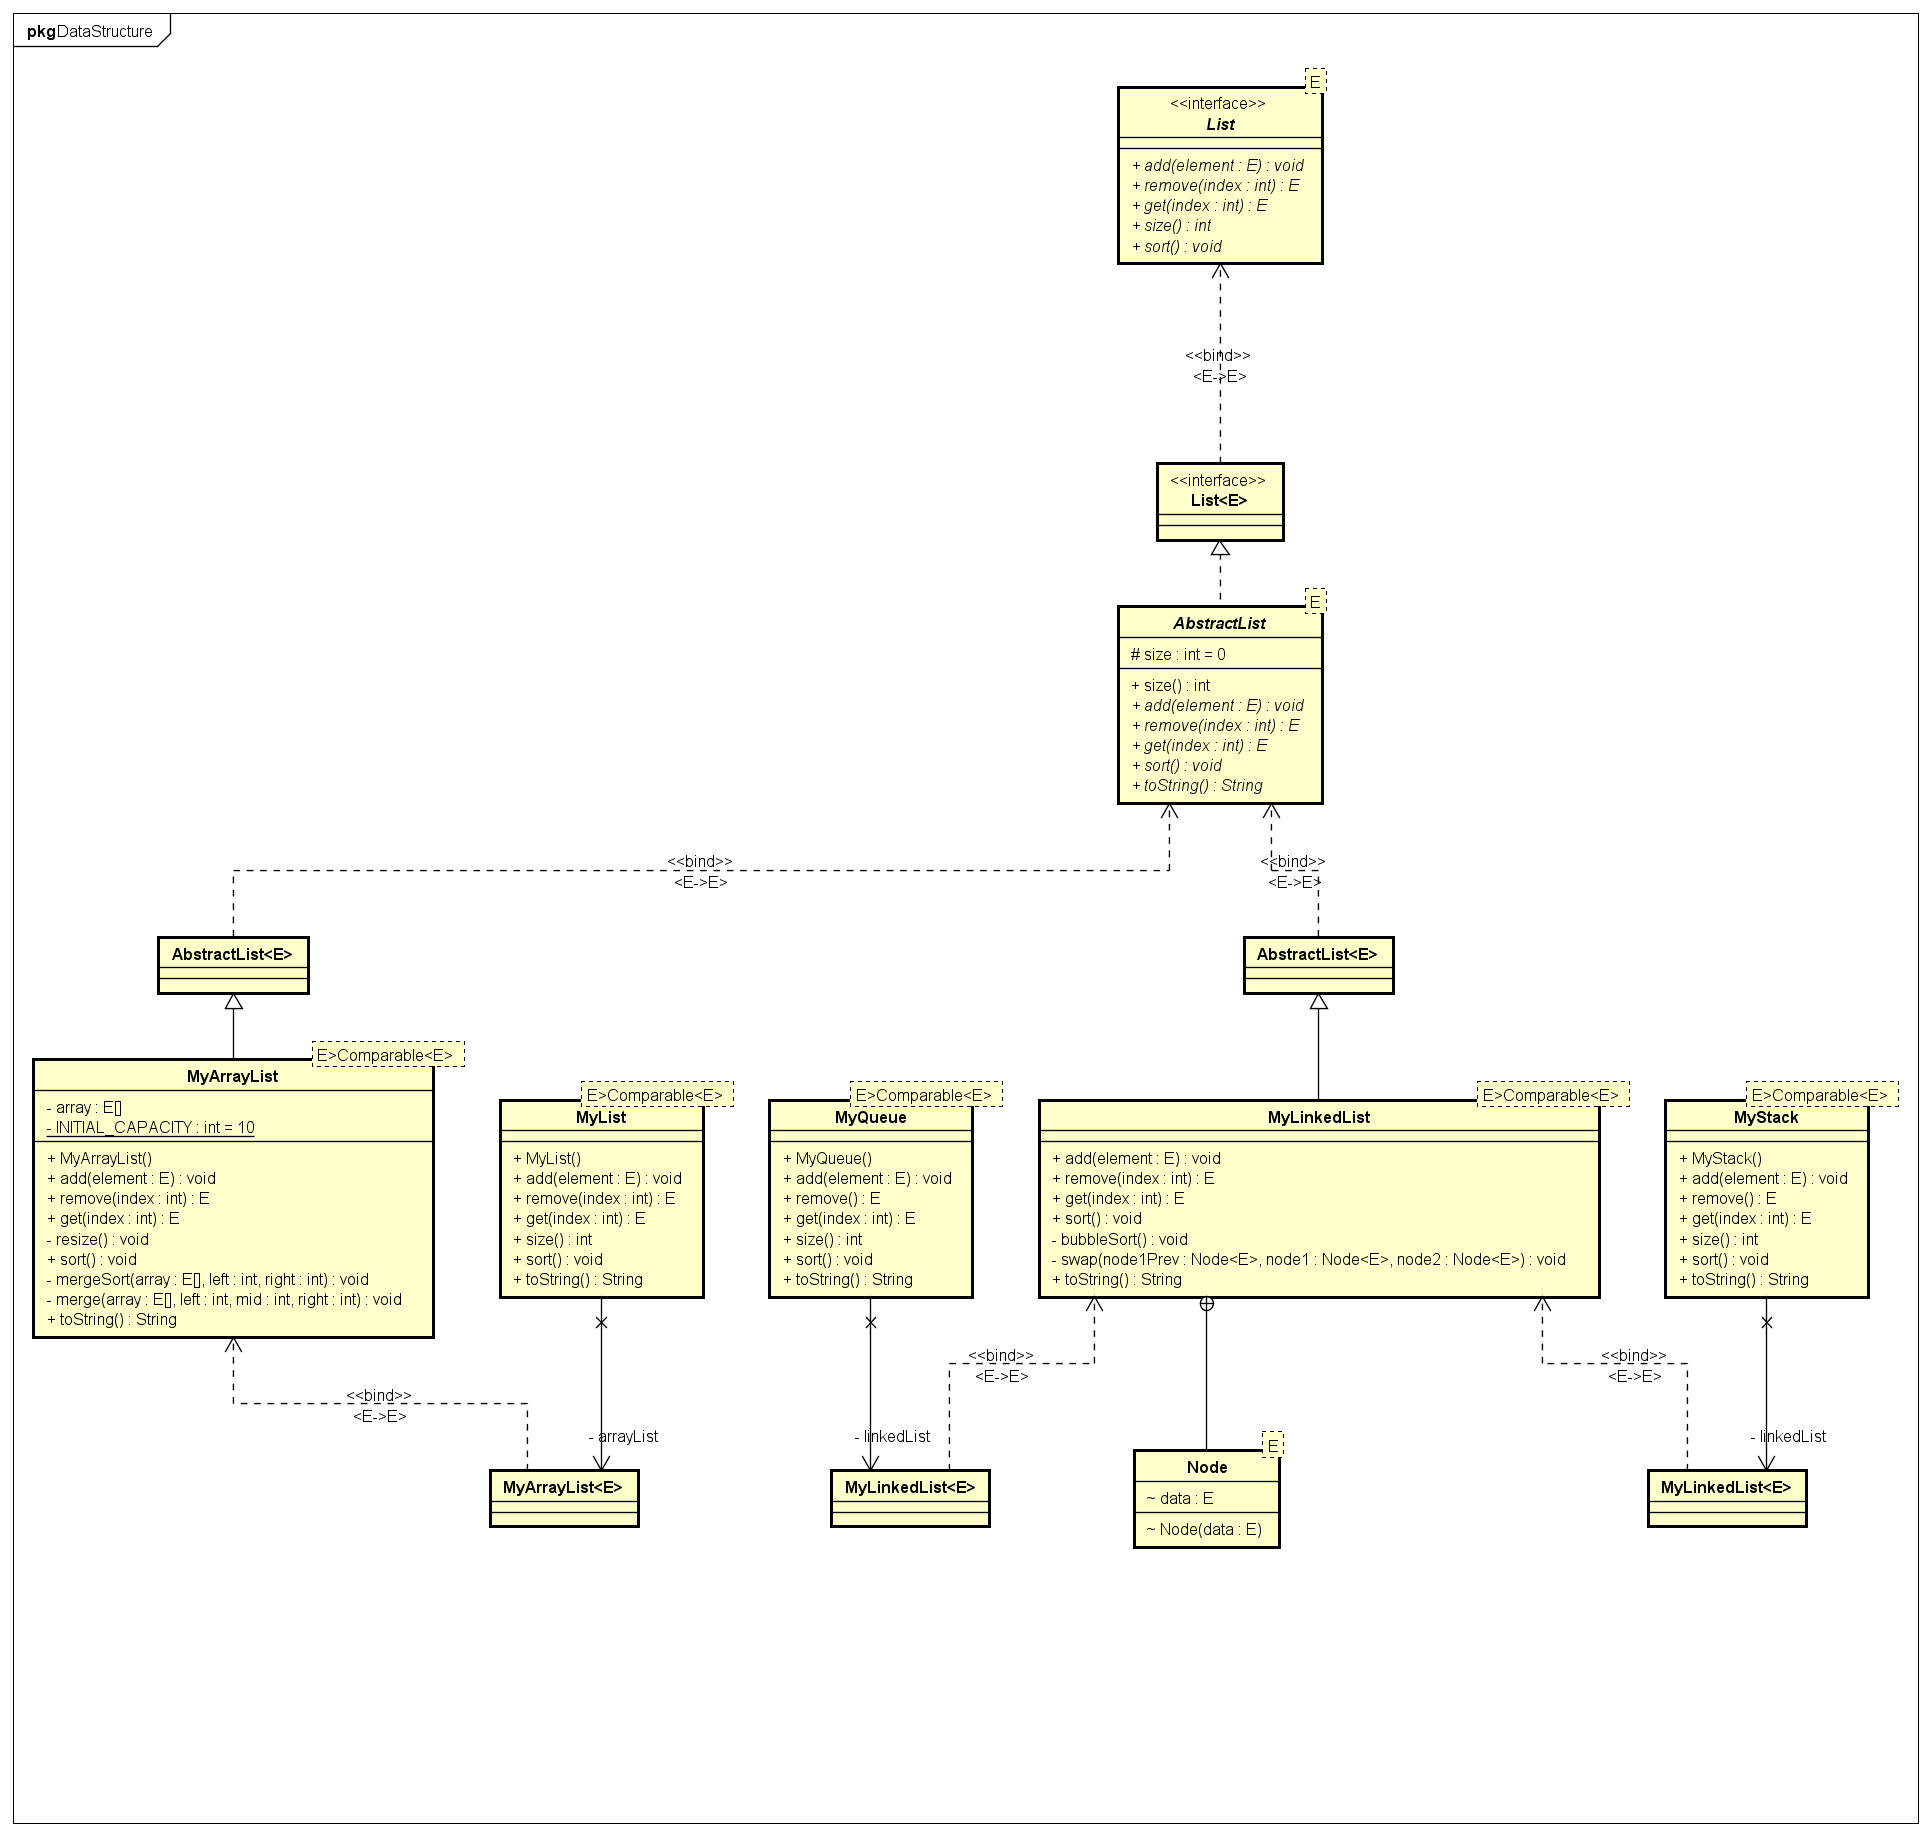 pkg DataStructure
E
<<interface>>
List
+ add(element : E) : void
+ remove(index : int) : E
+ get(index : int) : E
+ size() : int
+ sort() : void
<<bind>>
<E->E>
<<interface>>
List<E>
E
AbstractList
# size : int = 0
+ size() : int
+ add(element : E) : void
+ remove(index : int) : E
+ get(index : int) : E
+ sort() : void
+ toString() : String
<<bind>>
<E->E>
<<bind>>
<E->E>
AbstractList<E>
AbstractList<E>
E>Comparable<E>
MyArrayList
- array : E[]
- INITIAL_CAPACITY : int = 10
+ MyArrayList()
+ add(element : E) : void
+ remove(index : int) : E
+ get(index : int) : E
- resize() : void
+ sort() : void
- mergeSort(array : E[], left : int, right : int) : void
- merge(array : E[], left : int, mid : int, right : int) : void
+ toString() : String
E>Comparable<E>
MyList
+ MyList()
+ add(element : E) : void
+ remove(index : int) : E
+ get(index : int) : E
+ size() : int
+ sort() : void
+ toString() : String
E>Comparable<E>
MyQueue
+ MyQueue()
+ add(element : E) : void
+ remove() : E
+ get(index : int) : E
+ size() : int
+ sort() : void
+ toString() : String
E>Comparable<E>
MyLinkedList
+ add(element : E) : void
+ remove(index : int) : E
+ get(index : int) : E
+ sort() : void
- bubbleSort() : void
- swap(node1Prev : Node<E>, node1 : Node<E>, node2 : Node<E>) : void
+ toString() : String
E>Comparable<E>
MyStack
+ MyStack()
+ add(element : E) : void
+ remove() : E
+ get(index : int) : E
+ size() : int
+ sort() : void
+ toString() : String
<<bind>>
<E->E>
- arrayList
- linkedList
<<bind>>
<E->E>
<<bind>>
<E->E>
- linkedList
MyArrayList<E>
MyLinkedList<E>
E
Node
~ data : E
~ Node(data : E)
MyLinkedList<E>